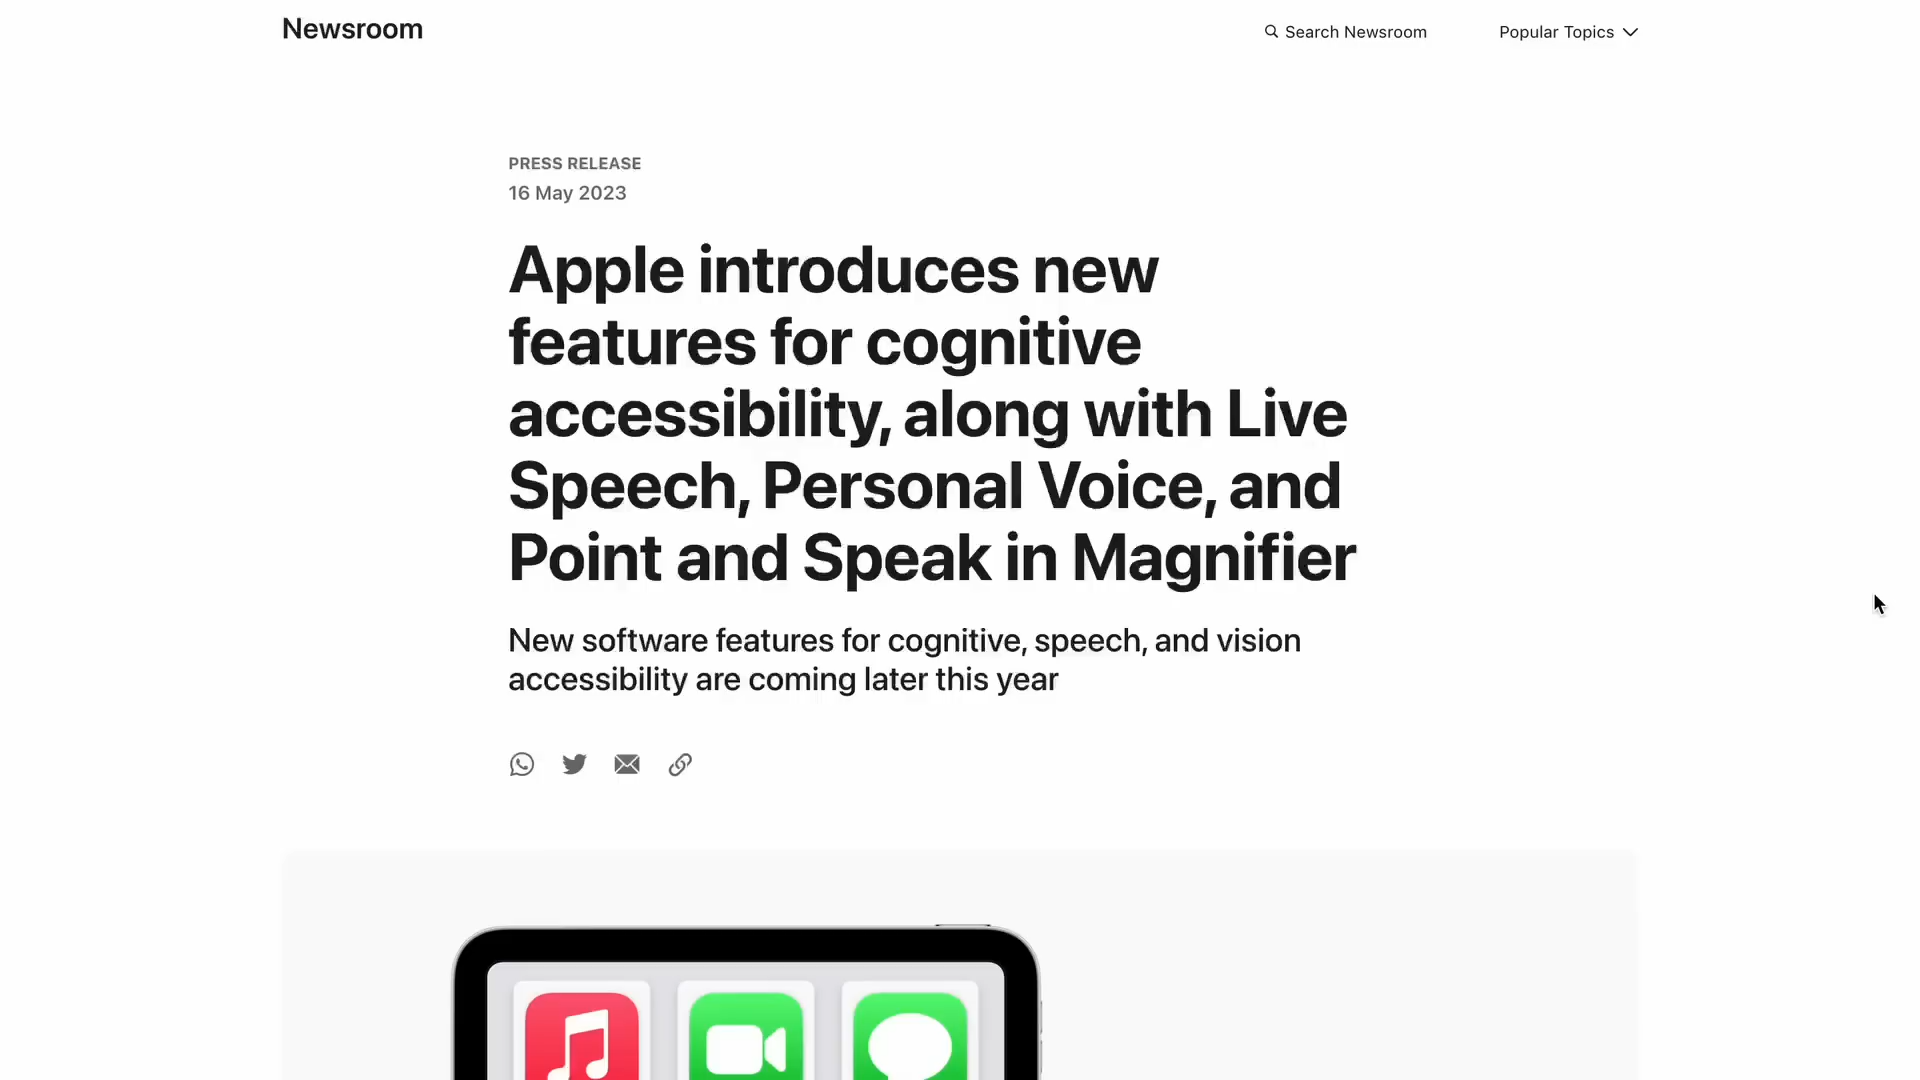 Newsroom
Search Newsroom
Popular Topics
PRESS RELEASE
16 May 2023
Apple introduces new
features for cognitive
accessibility, along with Live
Speech, Personal Voice, and
Point and Speak in Magnifier
New software features for cognitive, speech, and vision
accessibility are coming later this year